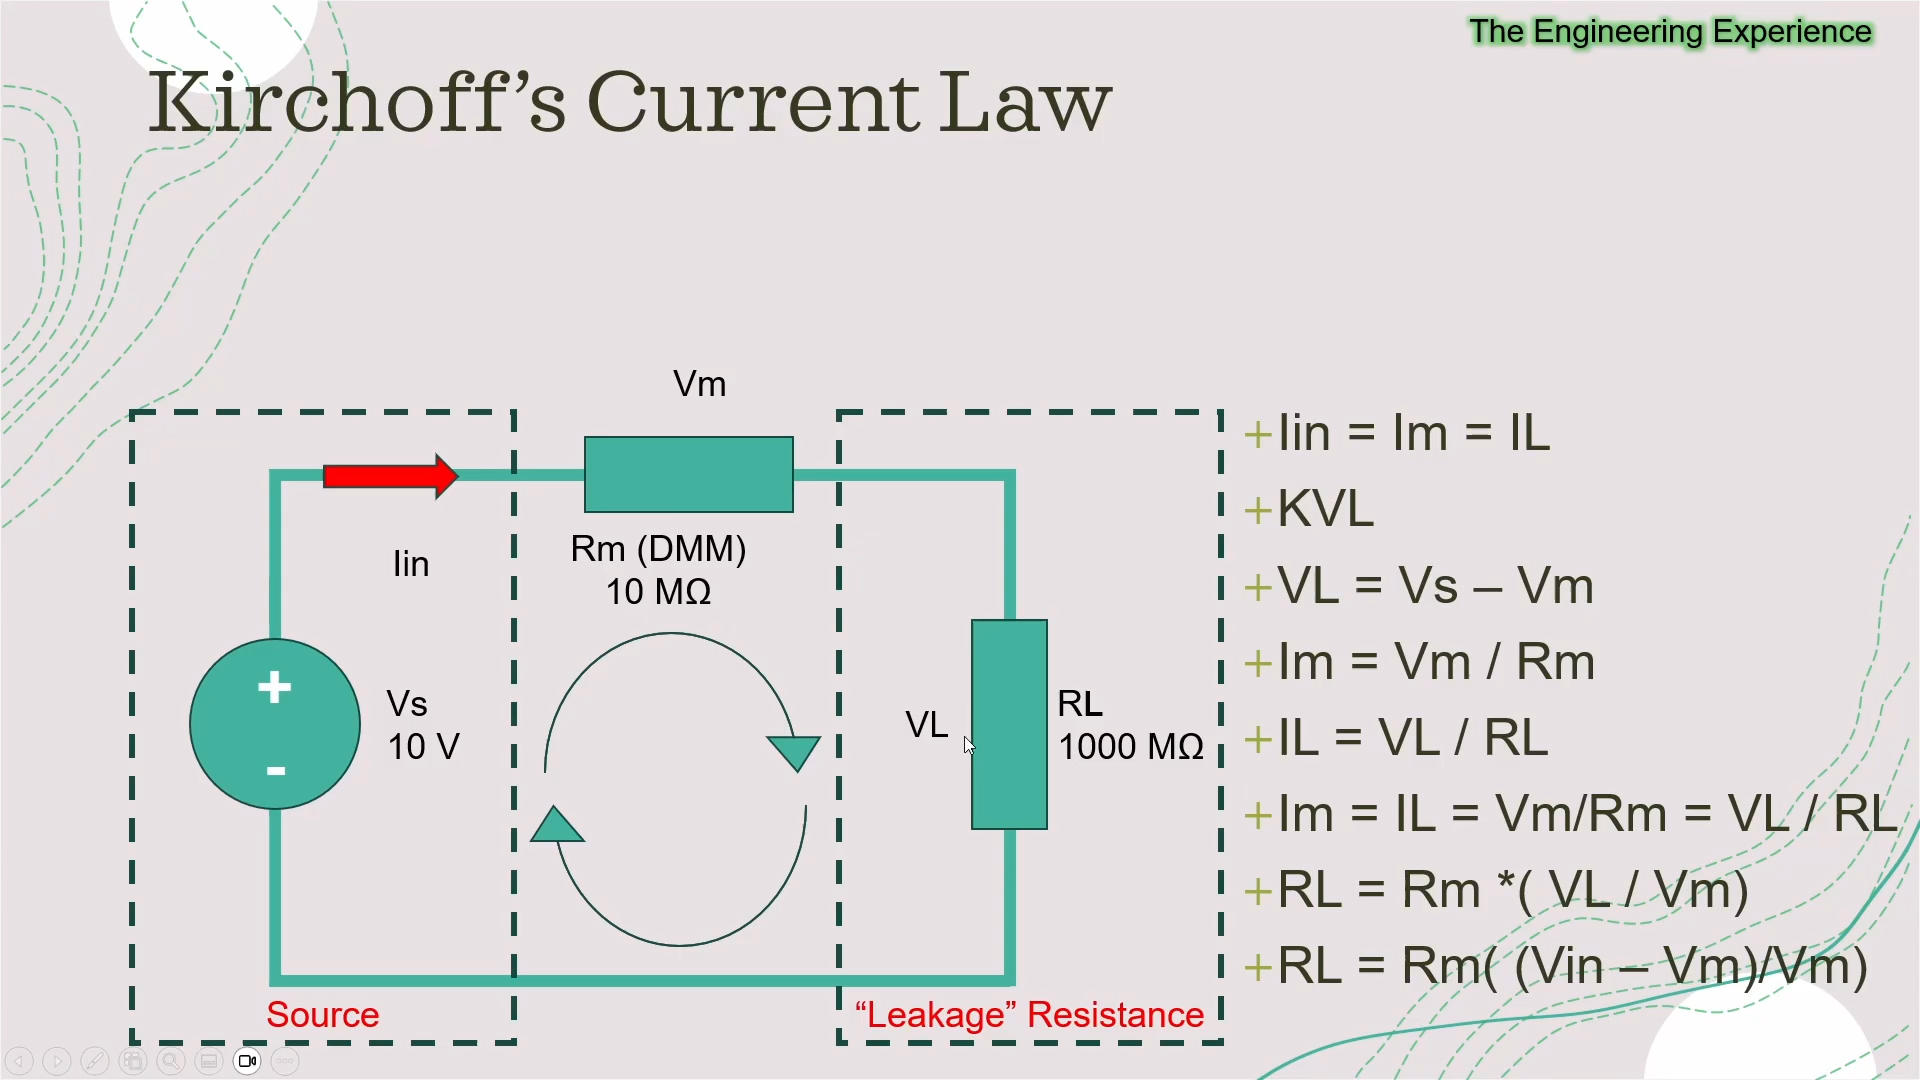 The Engineering Experience
Kirchoff’s Current Law
Vm
Iin
Rm (DMM)
10 MΩ
+
-
Vs
10 V
VL
RL
1000 MΩ
Source
“Leakage” Resistance
+Iin = Im = IL
+KVL
+VL = Vs – Vm
+Im = Vm / Rm
+IL = VL / RL
+Im = IL = Vm/Rm = VL / RL
+RL = Rm *( VL / Vm)
+RL = Rm( (Vin – Vm)/Vm)